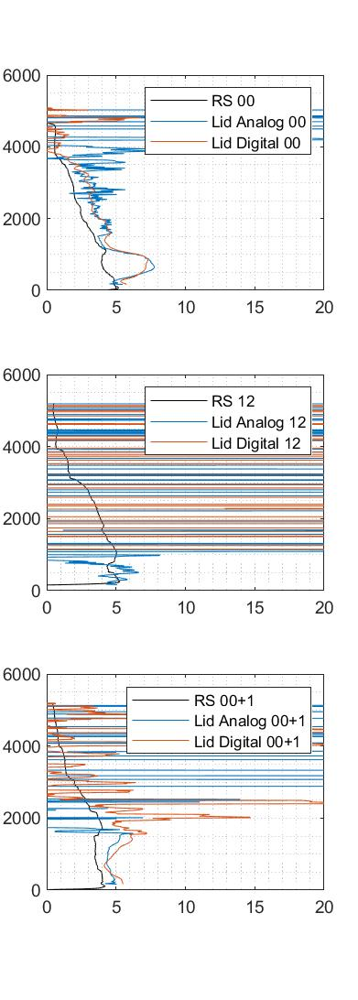 6000
RS 00
Lid Analog 00
Lid Digital 00
4000
2000
0
0 5 10 15 20
6000
RS 12
Lid Analog 12
Lid Digital 12
4000
2000
0
0 5 10 15 20
6000
RS 00+1
Lid Analog 00+1
Lid Digital 00+1
4000
2000
0
0 5 10 15 20